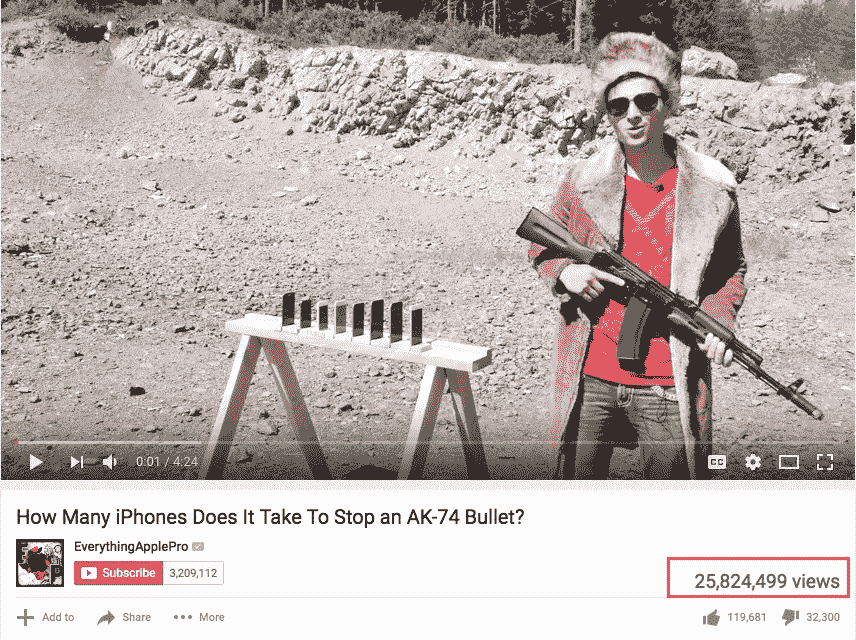 0:01 / 4:24
CC
How Many iPhones Does It Take To Stop an AK-74 Bullet?
EverythingApplePro
Subscribe 3,209,112
25,824,499 views
Add to Share More 119,681 32,300